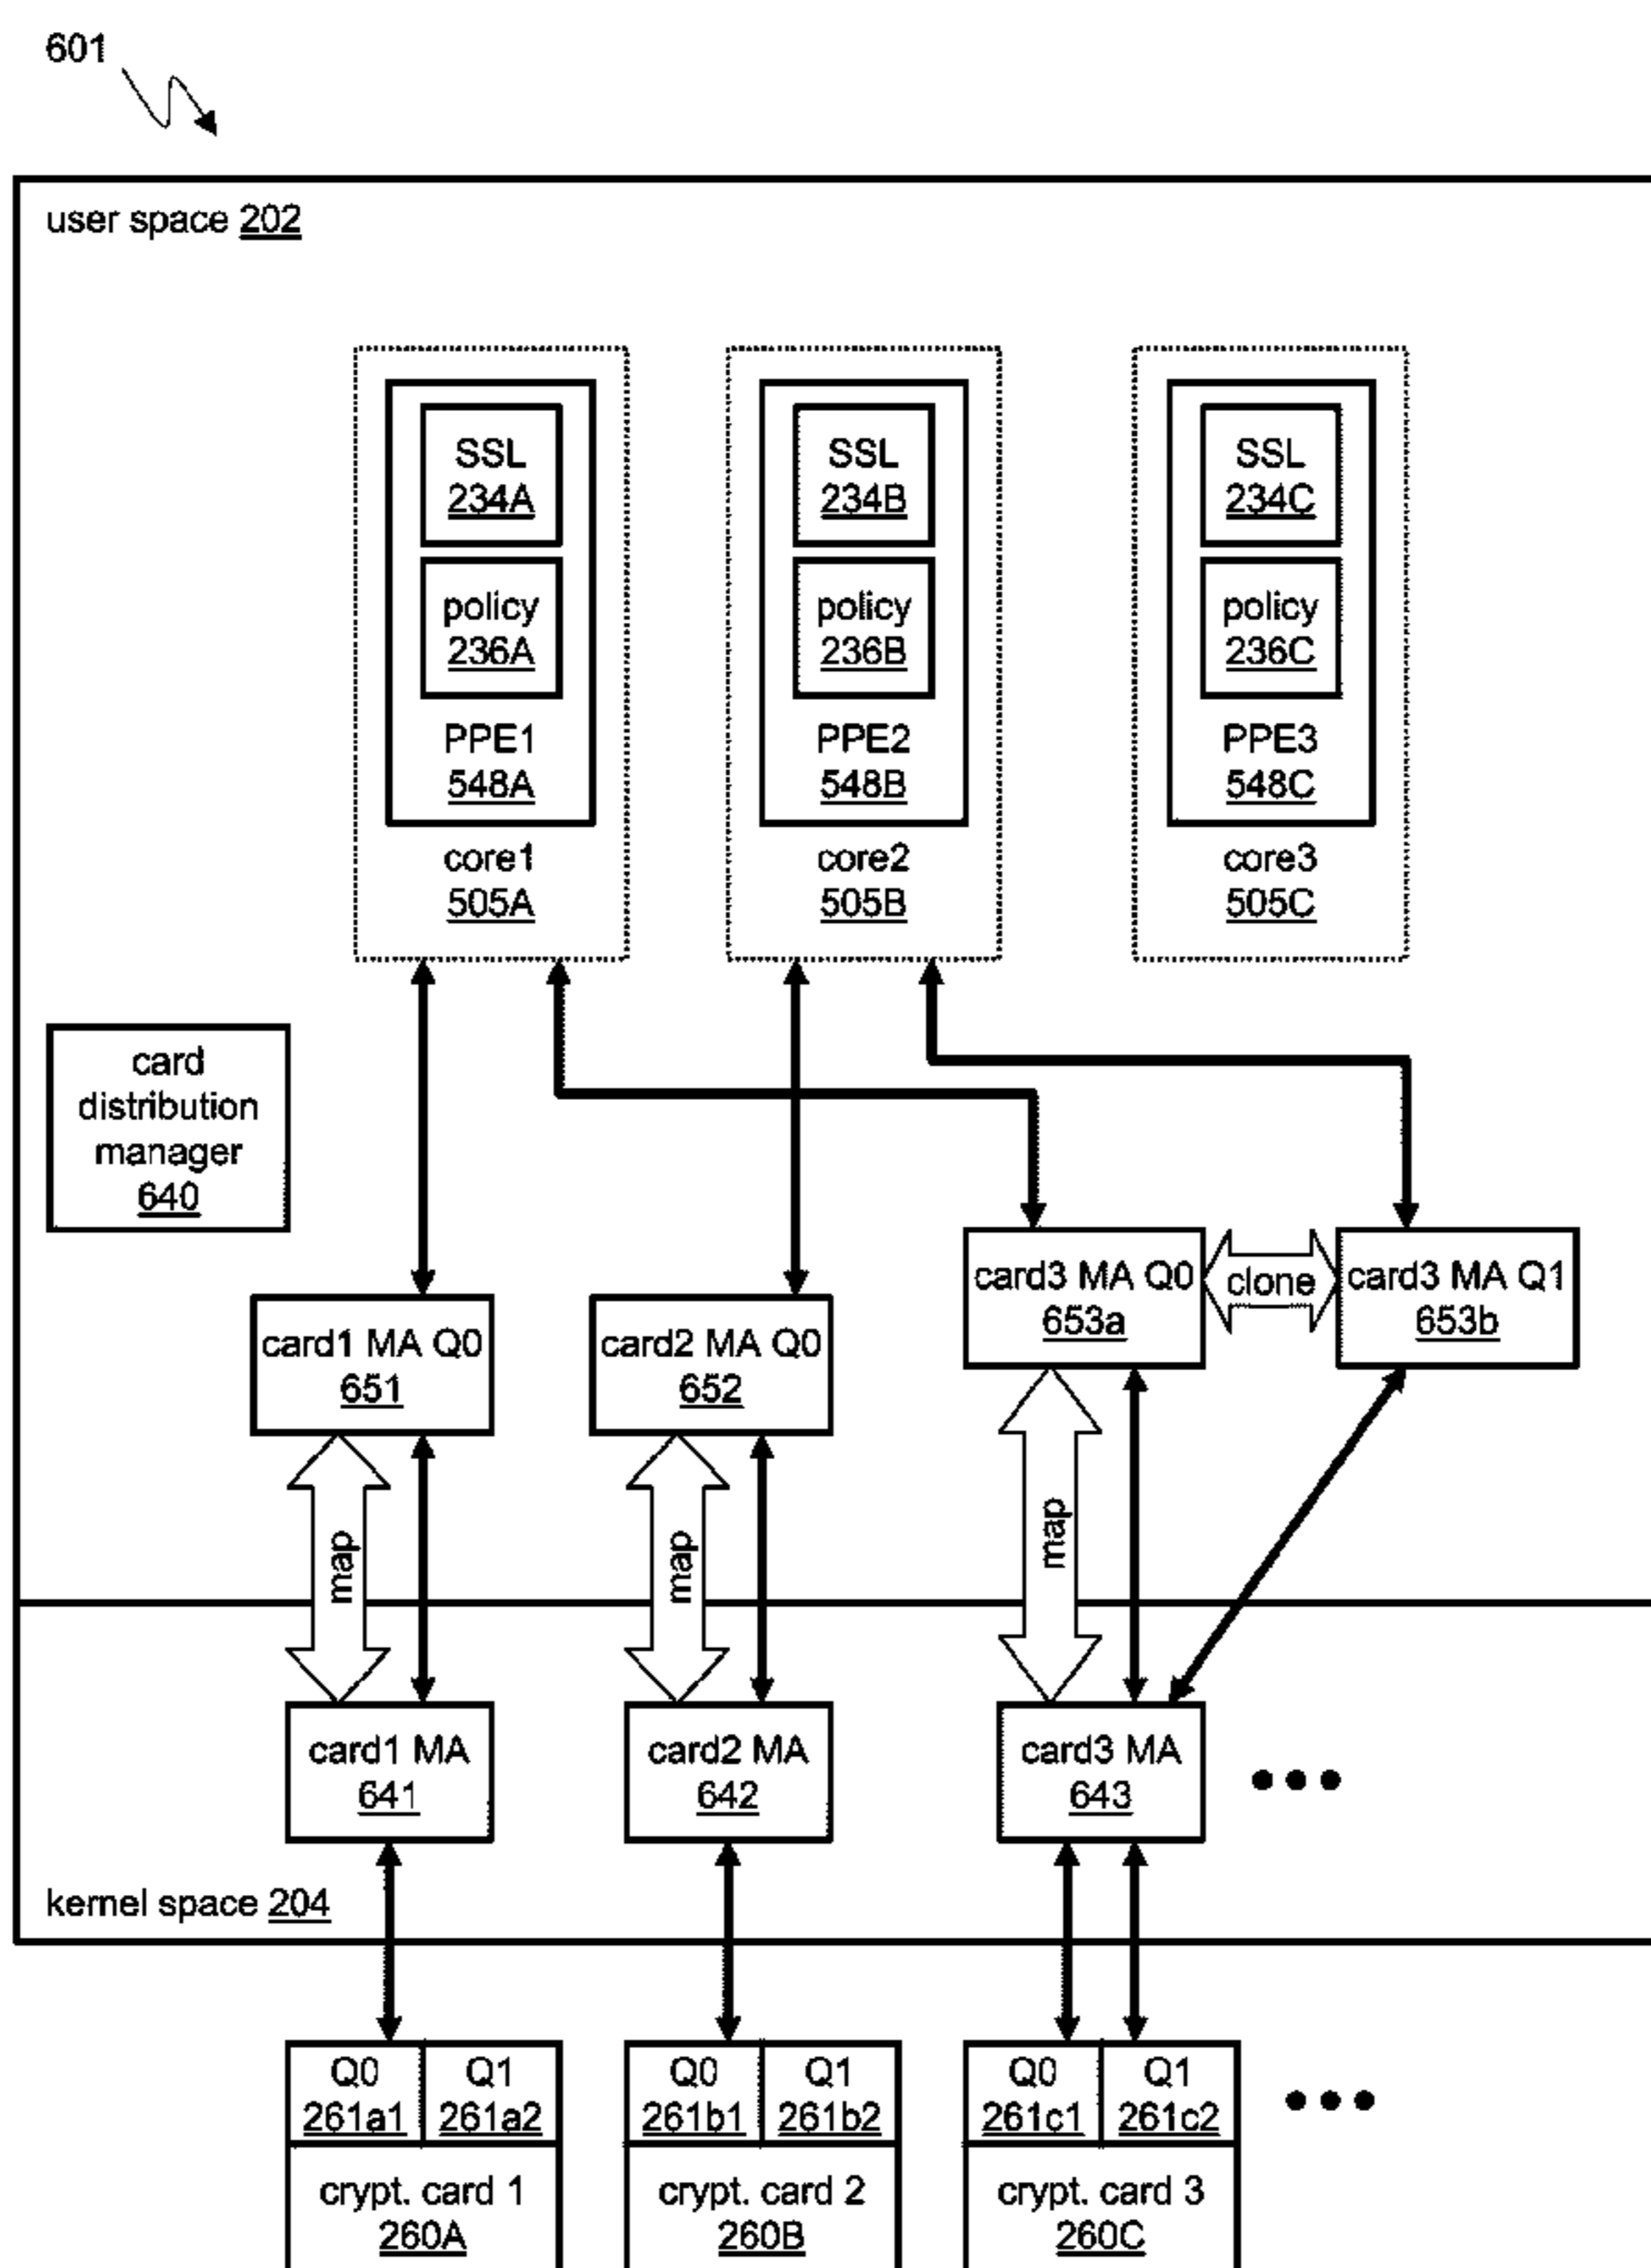 601
user space 202
SSL
234A
policy
236A
PPE1
548A
core1
505A
SSL
234B
policy
236B
PPE2
548B
core2
505B
SSL
234C
policy
236C
PPE3
548C
core3
505C
card
distribution
manager
640
card1 MA Q0
651
card2 MA Q0
652
card3 MA Q0
653a
clone
card3 MA Q1
653b
map
map
map
card1 MA
641
card2 MA
642
card3 MA
643
kernel space 204
Q0
261a1
Q1
261a2
crypt. card 1
260A
Q0
261b1
Q1
261b2
crypt. card 2
260B
Q0
261c1
Q1
261c2
crypt. card 3
260C